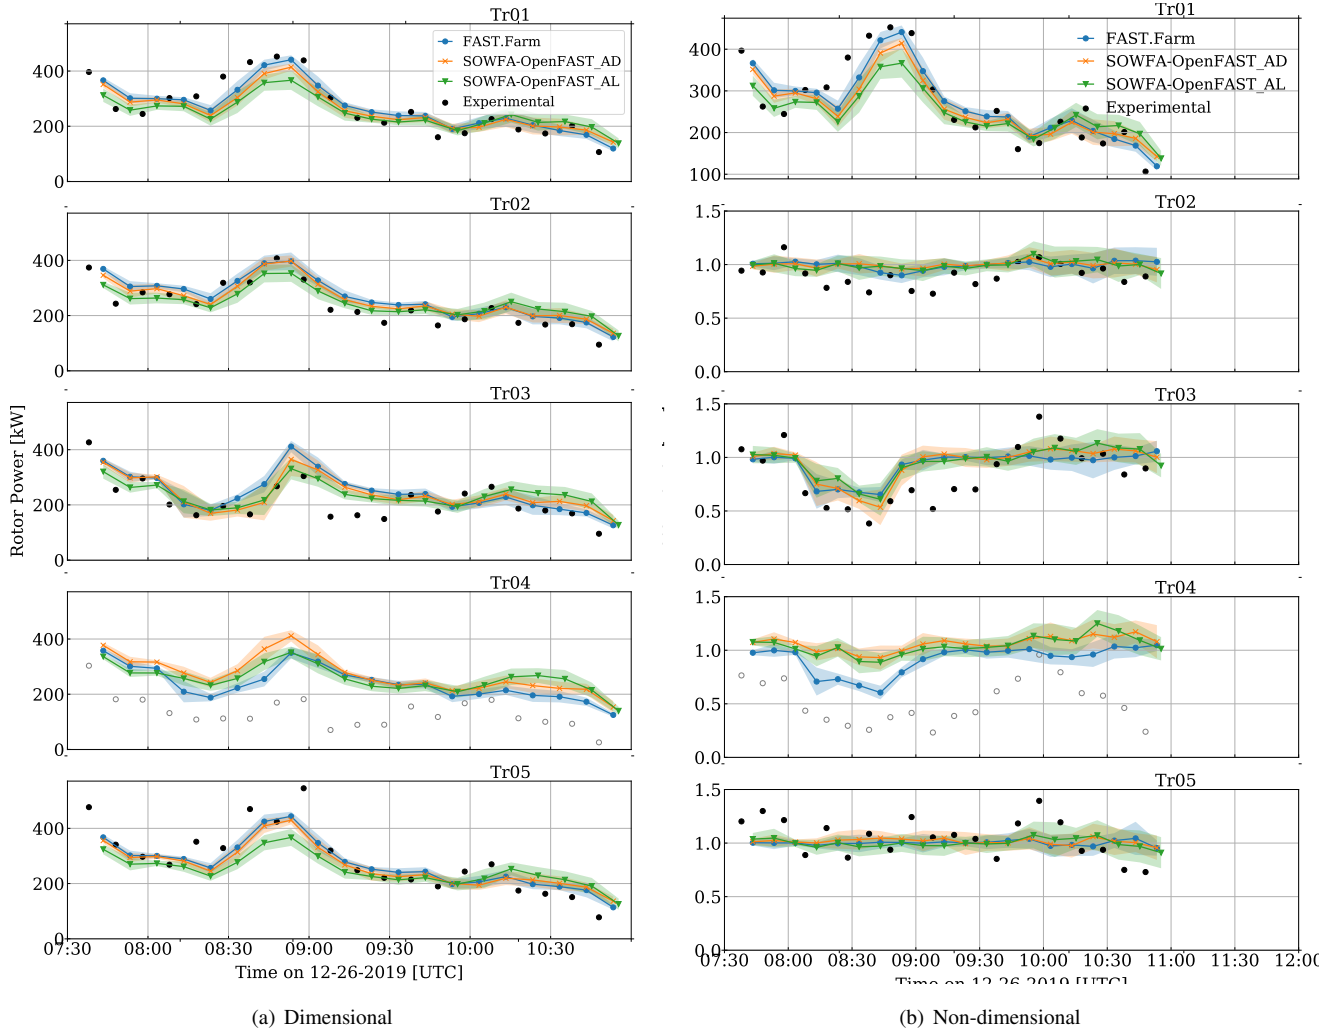 Tr01
FAST.Farm
SOWFA-OpenFAST_AD
SOWFA-OpenFAST_AL
Experimental
400
200
0
Tr02
400
200
0
Tr03
400
200
0
Tr04
400
200
0
Tr05
400
200
0
Rotor Power [kW]
07:30 08:00 08:30 09:00 09:30 10:00 10:30
Time on 12-26-2019 [UTC]
(a) Dimensional
Tr01
FAST.Farm
SOWFA-OpenFAST_AD
SOWFA-OpenFAST_AL
Experimental
400
300
200
100
Tr02
1.5
1.0
0.5
0.0
Tr03
1.5
1.0
0.5
0.0
Tr04
1.5
1.0
0.5
0.0
Tr05
1.5
1.0
0.5
0.0
07:30 08:00 08:30 09:00 09:30 10:00 10:30 11:00 11:30 12:00
Time on 12-26-2019 [UTC]
(b) Non-dimensional